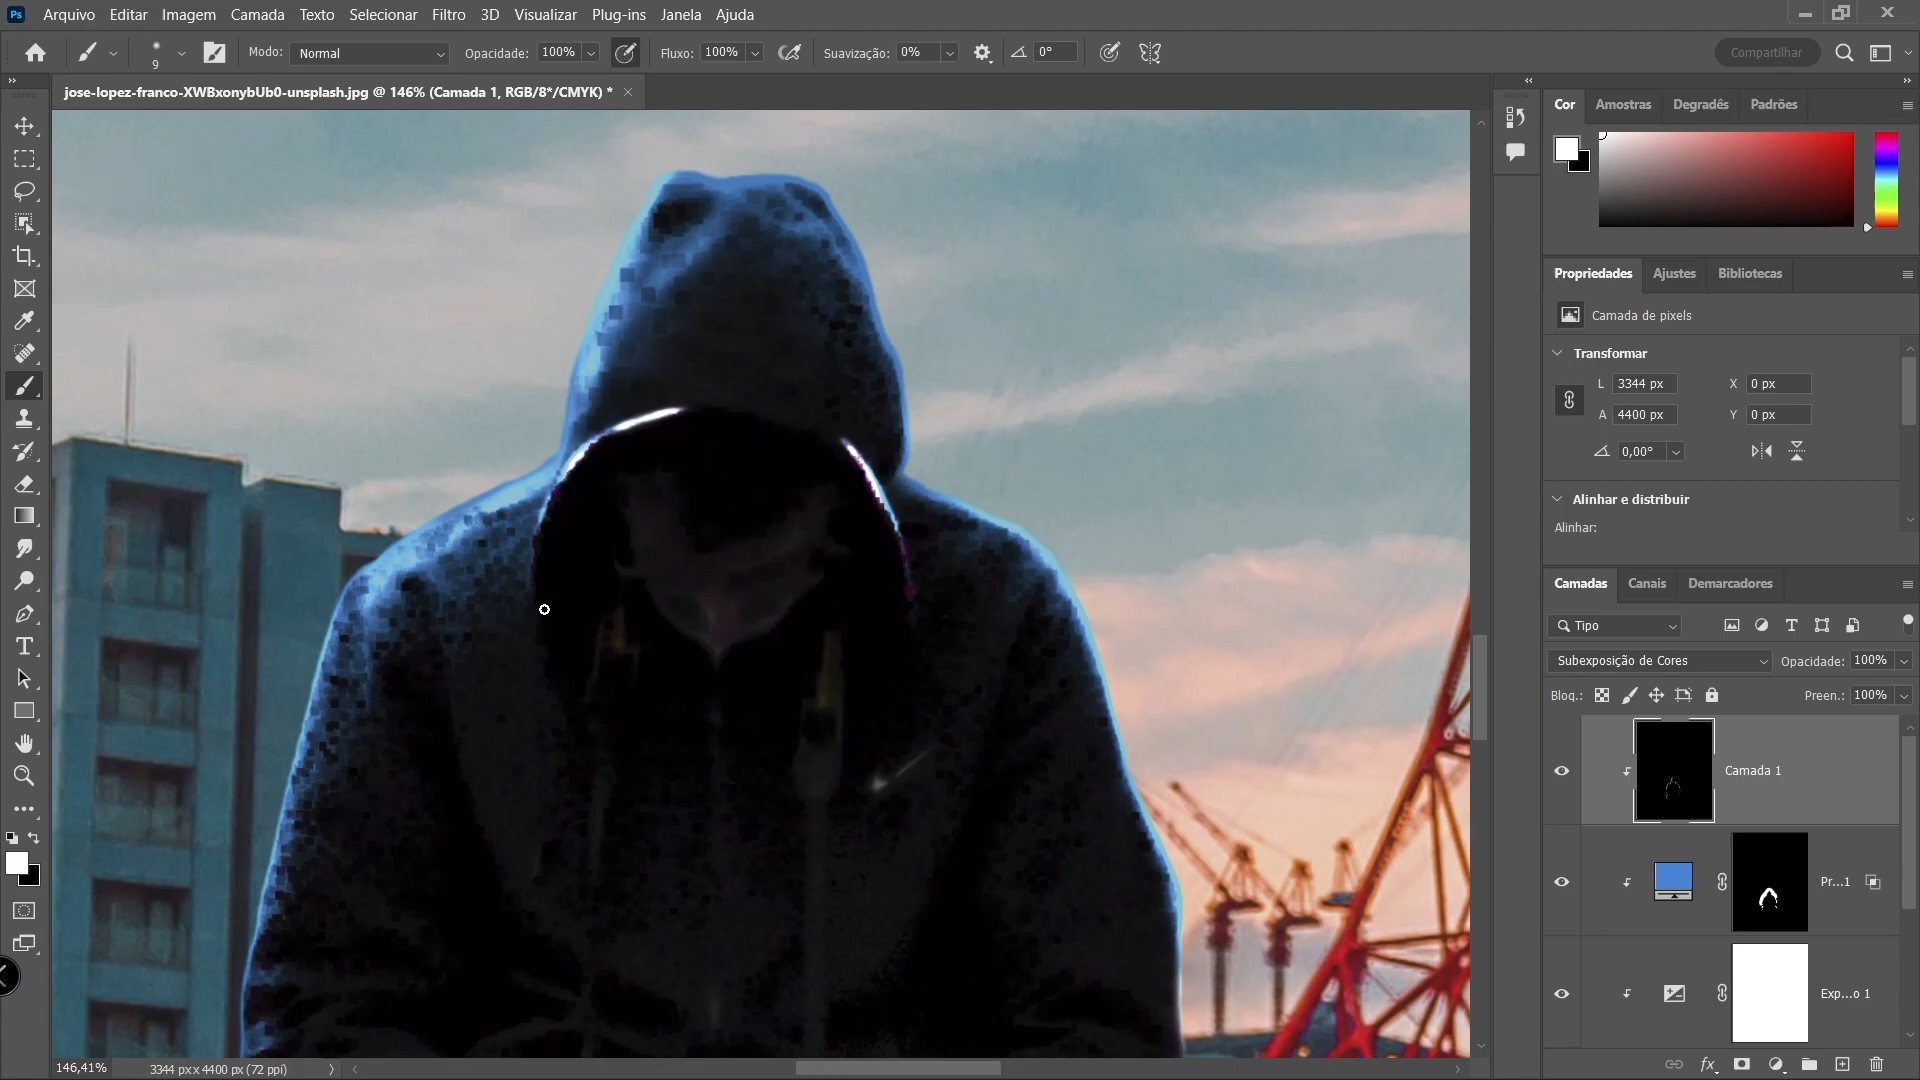 Ps Arquivo Editar Imagem Camada Texto Selecionar Filtro 3D Visualizar Plug-ins Janela Ajuda
9 Modo: Normal Opacidade: 100% Fluxo: 100% Suavização: 0% 0° Compartilhar
jose-lopez-franco-XWBxonybUb0-unsplash.jpg @ 146% (Camada 1, RGB/8*/CMYK) *
Cor Amostras Degradês Padrões
Propriedades Ajustes Bibliotecas
Camada de pixels
Transformar
L 3344 px X 0 px
A 4400 px Y 0 px
0,00°
Alinhar e distribuir
Alinhar:
Camadas Canais Demarcadores
Tipo
Subexposição de Cores Opacidade: 100%
Bloq.: Preen.: 100%
Camada 1
Pr...1
Exp...o 1
fx
146,41% 3344 px x 4400 px (72 ppi)